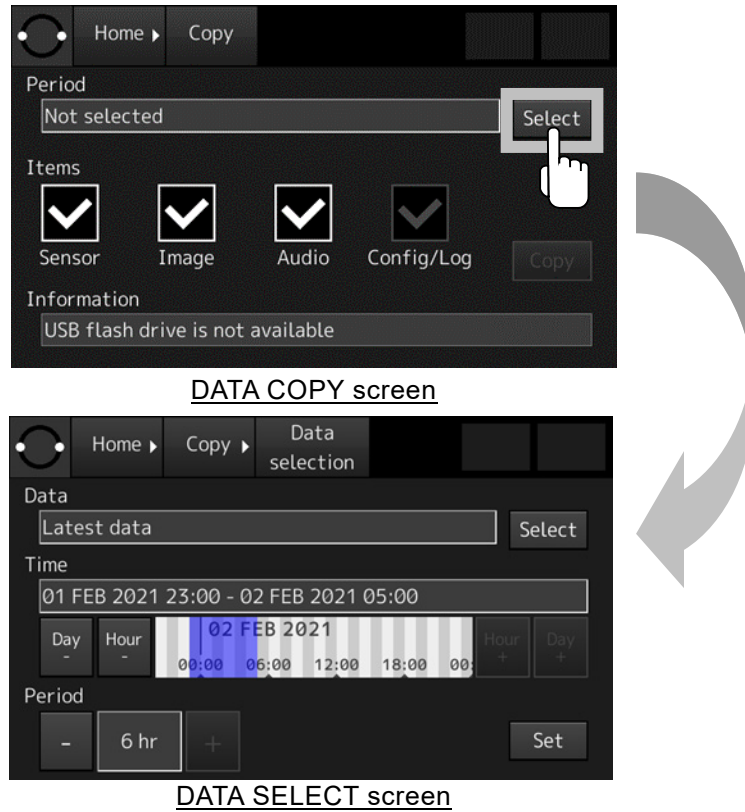 Home Copy
Period
Not selected
Select
Items
Sensor Image Audio Config/Log
Copy
Information
USB flash drive is not available
DATA COPY screen
Home Copy Data selection
Data
Latest data
Select
Time
01 FEB 2021 23:00 - 02 FEB 2021 05:00
Day - Hour - 02 FEB 2021 Hour + Day +
00:00 06:00 12:00 18:00 00:
Period
- 6 hr +
Set
DATA SELECT screen